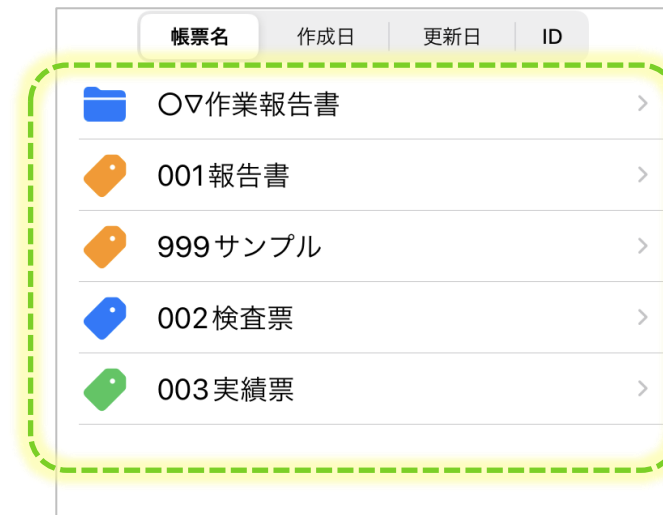 帳票名 作成日 更新日 ID
〇▽作業報告書
001報告書
999サンプル
002検査票
003実績票